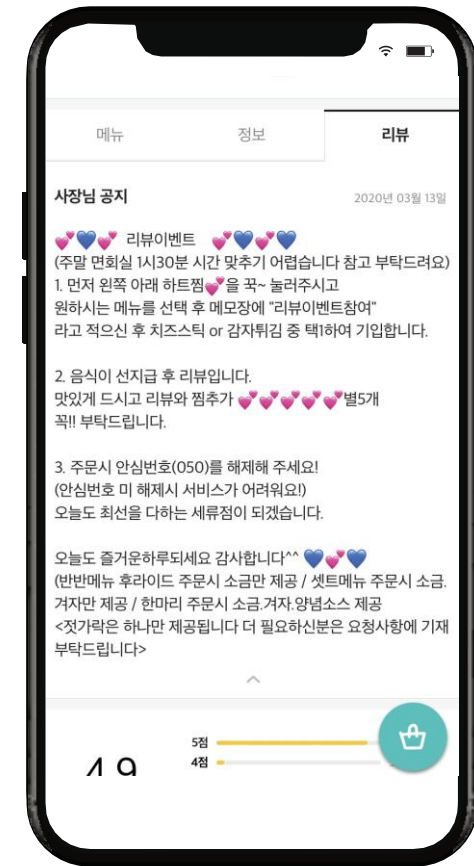 메뉴 정보 리뷰
사장님 공지 2020년 03월 13일
💕💙💕 리뷰이벤트 💕💙💕💙
(주말 면회실 1시30분 시간 맞추기 어렵습니다 참고 부탁드려요)
1. 먼저 왼쪽 아래 하트찜💕을 꾹~ 눌러주시고
원하시는 메뉴를 선택 후 메모장에 "리뷰이벤트참여"
라고 적으신 후 치즈스틱 or 감자튀김 중 택1하여 기입합니다.
2. 음식이 선지급 후 리뷰입니다.
맛있게 드시고 리뷰와 찜추가 💕💕💕💕💕별5개
꼭!! 부탁드립니다.
3. 주문시 안심번호(050)를 해제해 주세요!
(안심번호 미 해제시 서비스가 어려워요!)
오늘도 최선을 다하는 세류점이 되겠습니다.
오늘도 즐거운하루되세요 감사합니다^^ 💙💕💙
(반반메뉴 후라이드 주문시 소금만 제공 / 셋트메뉴 주문시 소금.
겨자만 제공 / 한마리 주문시 소금.겨자.양념소스 제공
<젓가락은 하나만 제공됩니다 더 필요하신분은 요청사항에 기재
부탁드립니다>
5점
4.9 4점